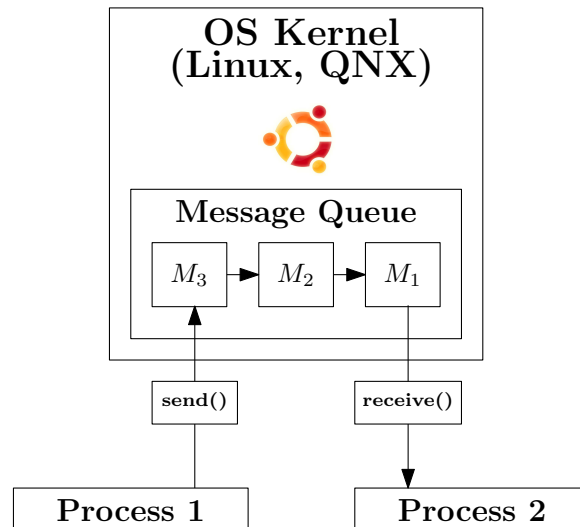 OS Kernel
(Linux, QNX)
Message Queue
M₃ M₂ M₁
send() receive()
Process 1 Process 2